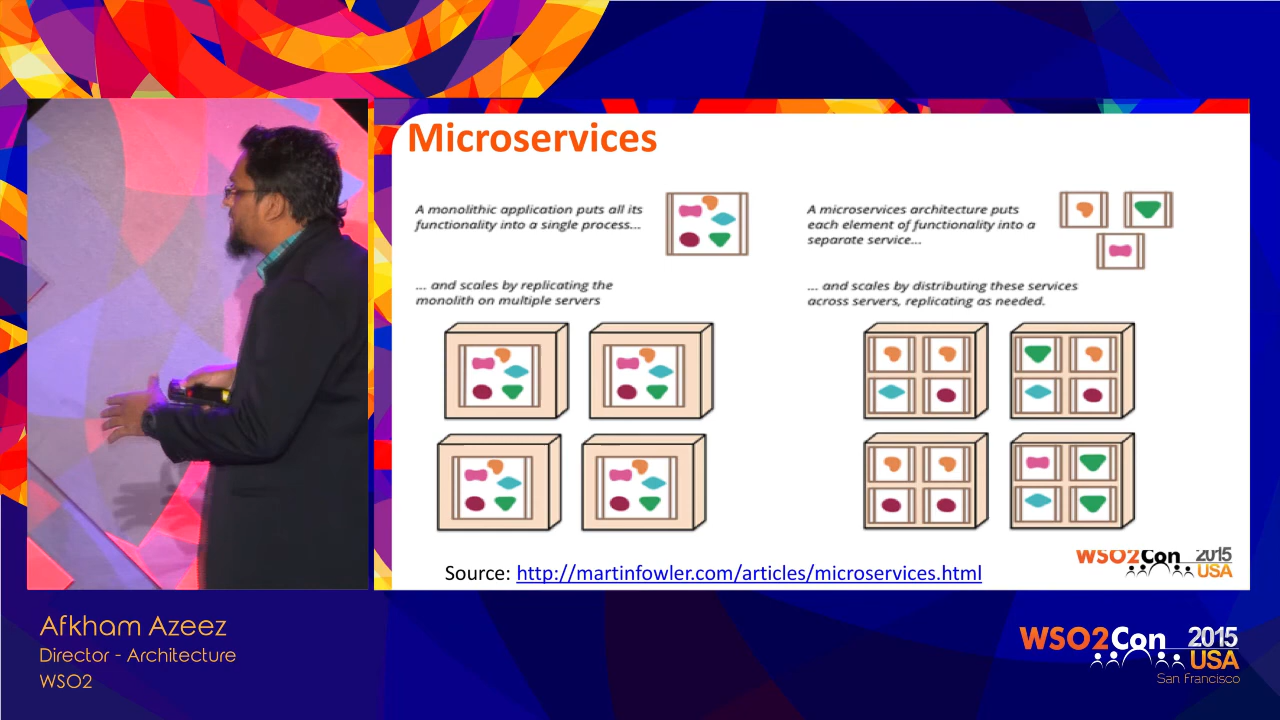 Microservices
A monolithic application puts all its
functionality into a single process...
... and scales by replicating the
monolith on multiple servers
A microservices architecture puts
each element of functionality into a
separate service...
... and scales by distributing these services
across servers, replicating as needed.
Source: http://martinfowler.com/articles/microservices.html
WSO2Con 2015
USA
Afkham Azeez
Director - Architecture
WSO2
WSO2Con 2015
USA
San Francisco